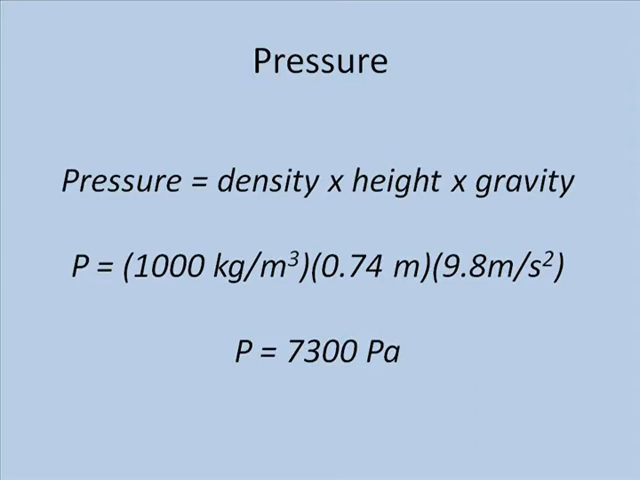 Pressure
Pressure = density x height x gravity
P = (1000 kg/m³)(0.74 m)(9.8m/s²)
P = 7300 Pa